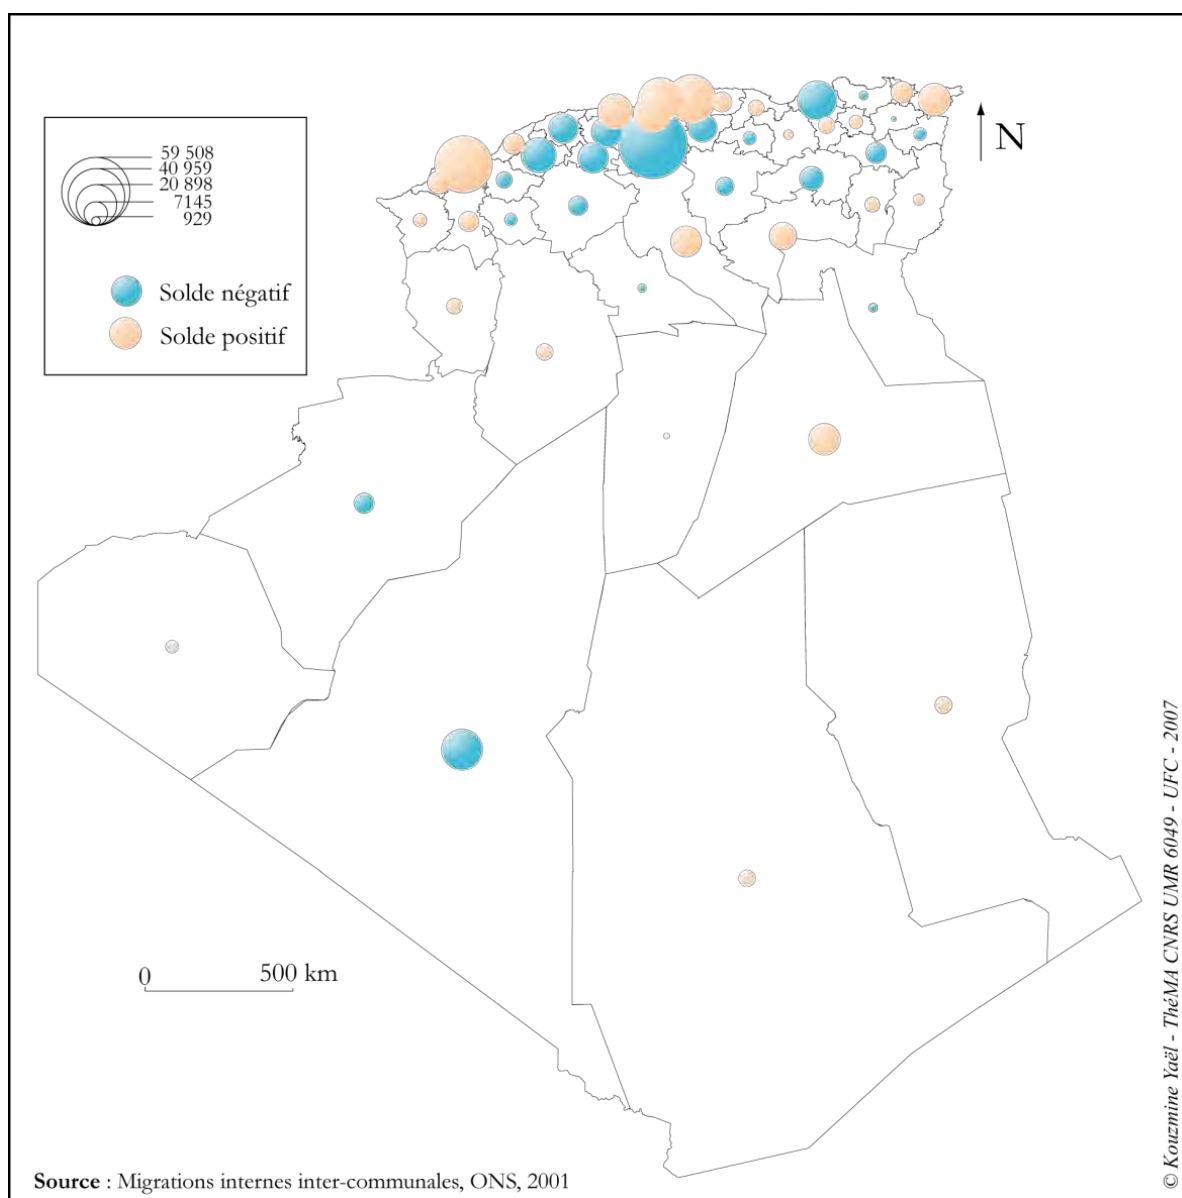 59 508
40 959
20 898
7145
929
Solde négatif
Solde positif
N
0 500 km
Source : Migrations internes inter-communales, ONS, 2001
© Kouzmine Yaël - ThéMA CNRS UMR 6049 - UFC - 2007